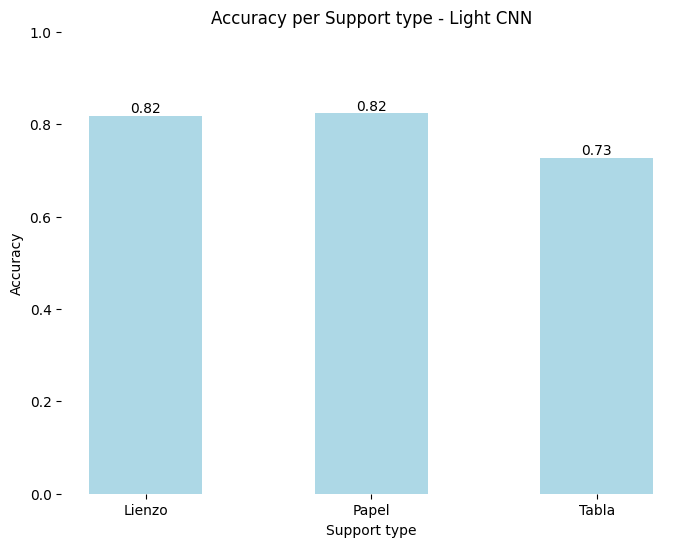 Accuracy per Support type - Light CNN
1.0
0.8
0.6
0.4
0.2
0.0
Accuracy
0.82
0.82
0.73
Lienzo
Papel
Tabla
Support type